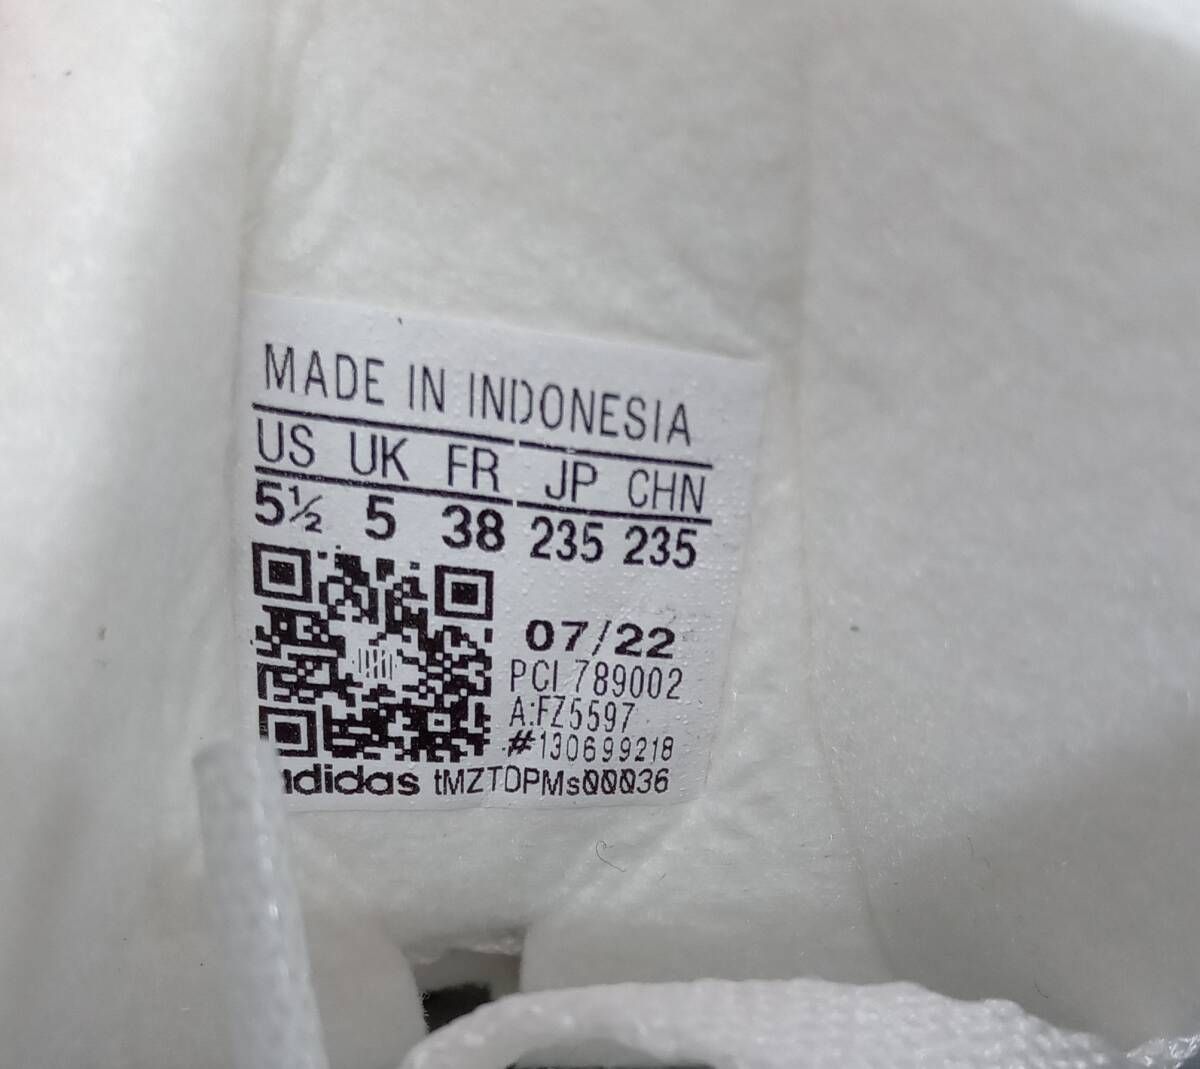 MADE IN INDONESIA
US UK FR JP CHN
5½ 5 38 235 235
07/22
PCI 789002
A:FZ5597
#130699218
adidas tMZTDPMs00036